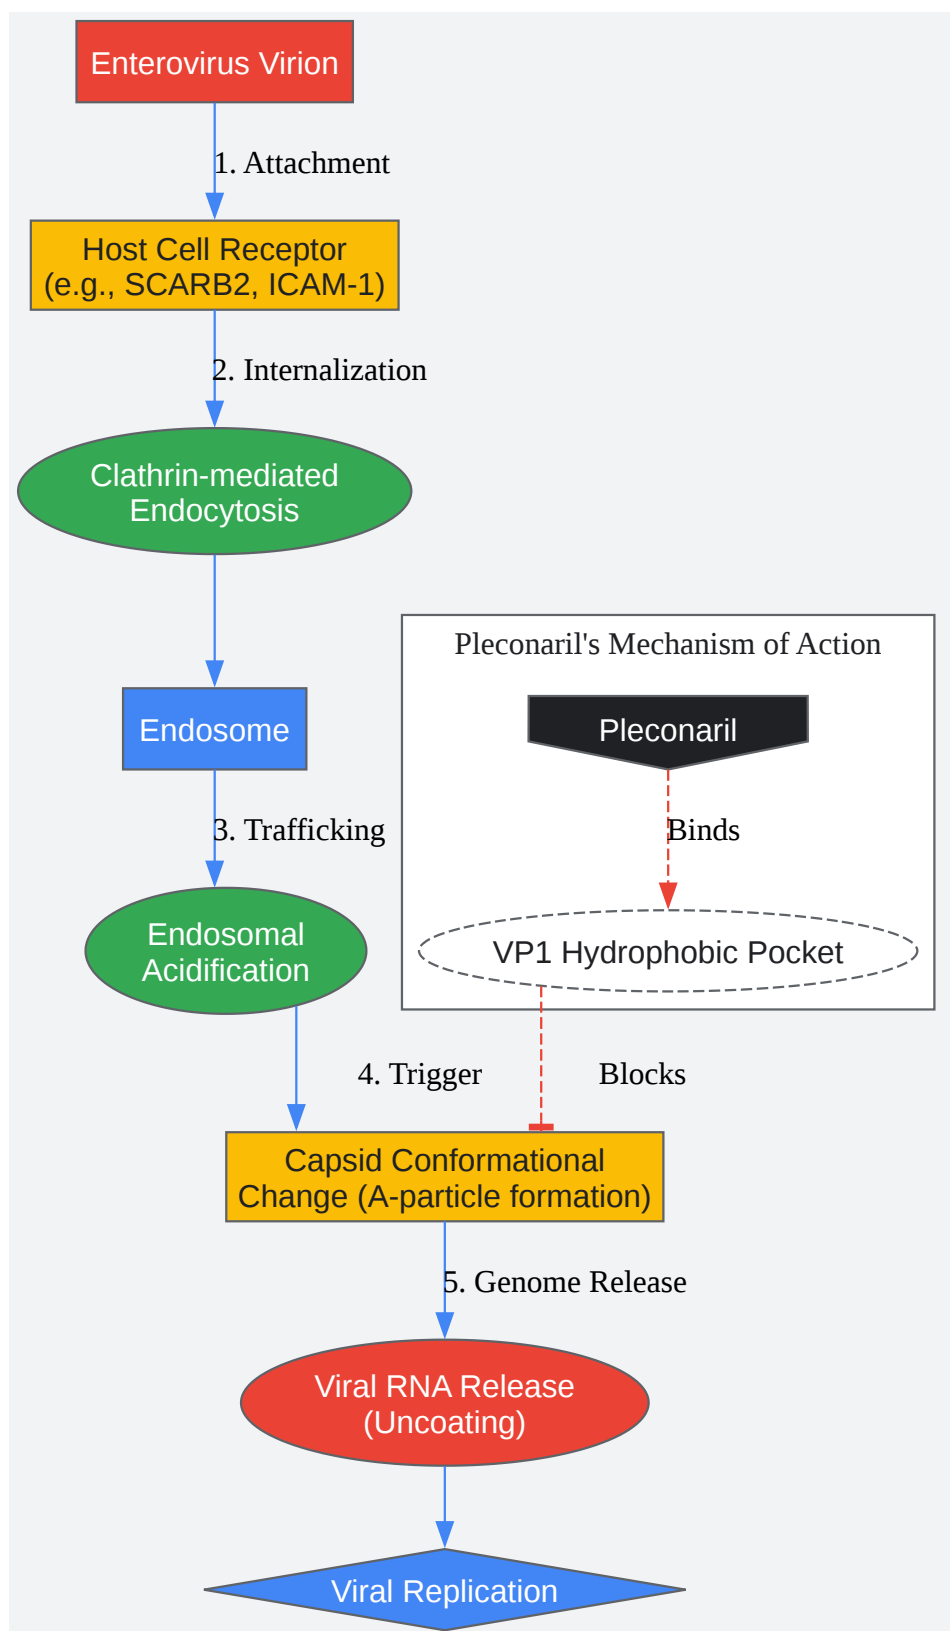 Enterovirus Virion
1. Attachment
Host Cell Receptor
(e.g., SCARB2, ICAM-1)
2. Internalization
Clathrin-mediated
Endocytosis
Pleconaril's Mechanism of Action
Endosome
Pleconaril
3. Trafficking
Binds
Endosomal
Acidification
VP1 Hydrophobic Pocket
4. Trigger
Blocks
Capsid Conformational
Change (A-particle formation)
5. Genome Release
Viral RNA Release
(Uncoating)
Viral Replication